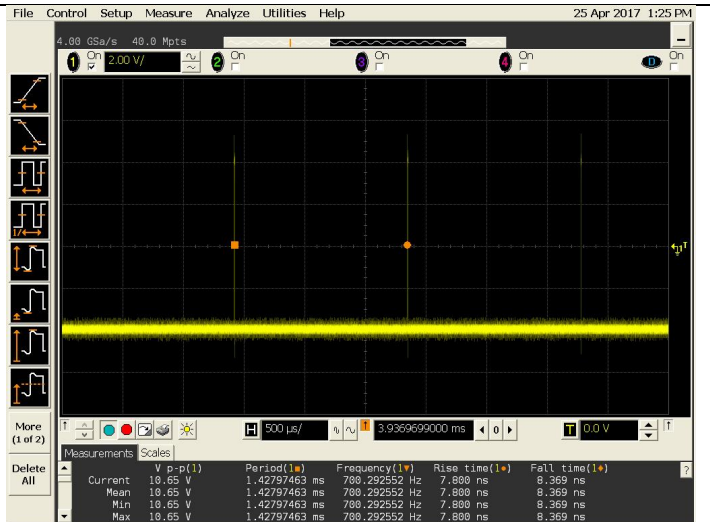 File Control Setup Measure Analyze Utilities Help 25 Apr 2017 1:25 PM
4.00 GSa/s 40.0 Mpts
1 On 2.00 V/ 2 On 3 On 4 On D On
1/
T
More
(1 of 2)
Delete
All
H 500 µs/ 3.9369699000 ms 0 T 0.0 V
Measurements Scales
V p-p(1) Period(1■) Frequency(1▼) Rise time(1♦) Fall time(1♦) ?
Current 10.65 V 1.42797463 ms 700.292552 Hz 7.800 ns 8.369 ns
Mean 10.65 V 1.42797463 ms 700.292552 Hz 7.800 ns 8.369 ns
Min 10.65 V 1.42797463 ms 700.292552 Hz 7.800 ns 8.369 ns
Max 10.65 V 1.42797463 ms 700.292552 Hz 7.800 ns 8.369 ns